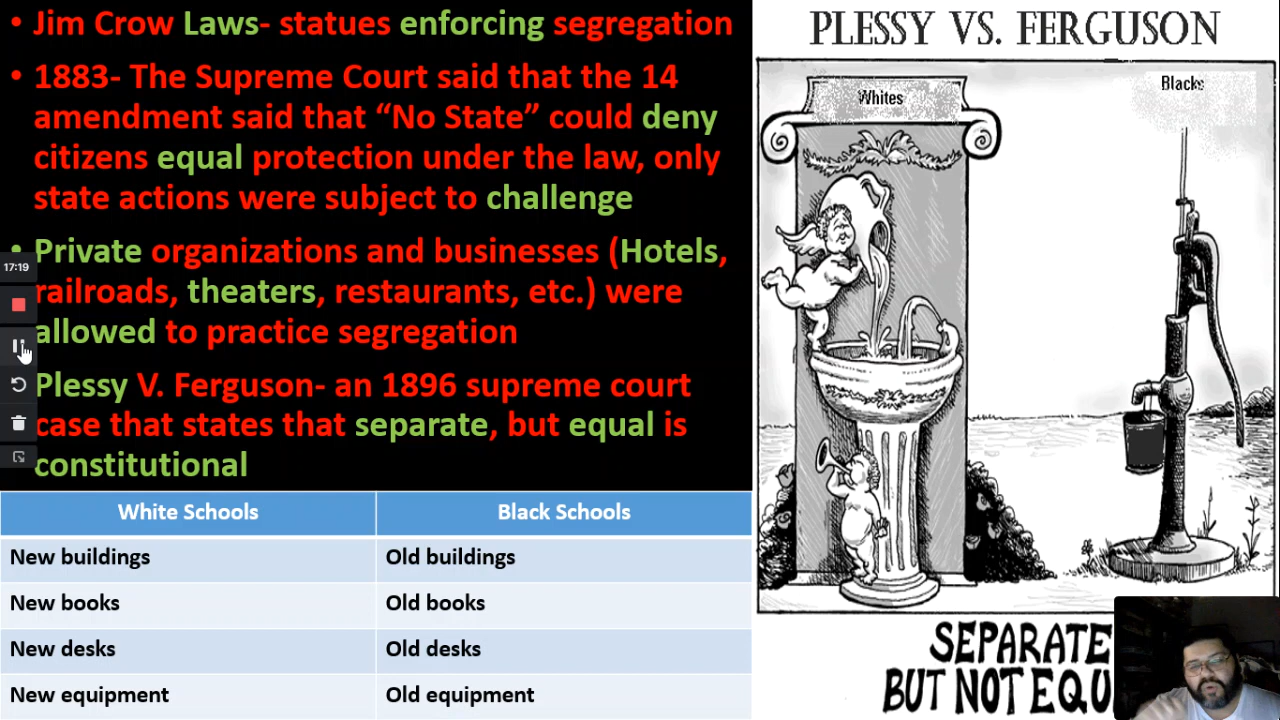 • Jim Crow Laws- statues enforcing segregation
• 1883- The Supreme Court said that the 14
amendment said that “No State” could deny
citizens equal protection under the law, only
state actions were subject to challenge
• Private organizations and businesses (Hotels,
railroads, theaters, restaurants, etc.) were
allowed to practice segregation
Plessy V. Ferguson- an 1896 supreme court
case that states that separate, but equal is
constitutional
17:19
White Schools Black Schools
New buildings Old buildings
New books Old books
New desks Old desks
New equipment Old equipment
PLESSY VS. FERGUSON
Whites
Blacks
SEPARATE
BUT NOT EQU